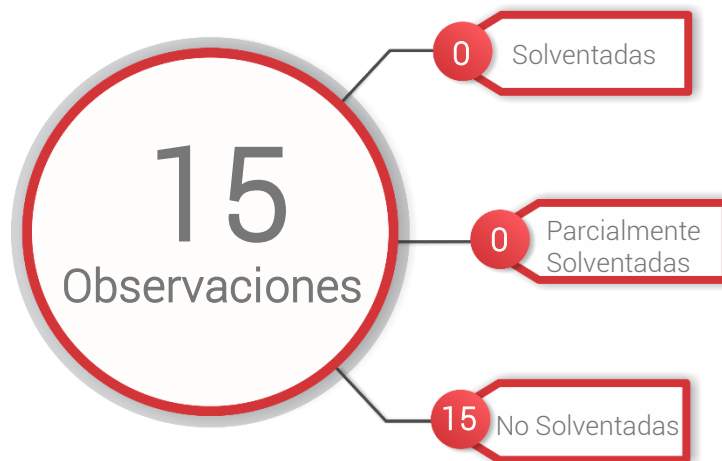 15
Observaciones
0
Solventadas
0
Parcialmente
Solventadas
15
No Solventadas